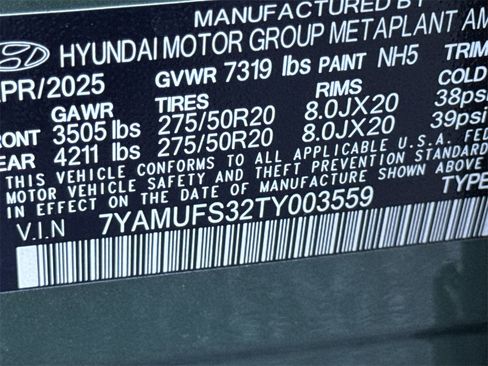 MANUFACTURED BY
HYUNDAI MOTOR GROUP METAPLANT AM
PR/2025 GVWR 7319 lbs PAINT NH5 TRIM
GAWR TIRES RIMS COLD
RONT 3505 lbs 275/50R20 8.0JX20 38psi
EAR 4211 lbs 275/50R20 8.0JX20 39psi
THIS VEHICLE CONFORMS TO ALL APPLICABLE U.S.A. FED
MOTOR VEHICLE SAFETY AND THEFT PREVENTION STANDARD
IN EFFECT ON THE DATE OF MANUFACTURE SHOWN ABOVE
V.I.N 7YAMUFS32TY003559 TYPE